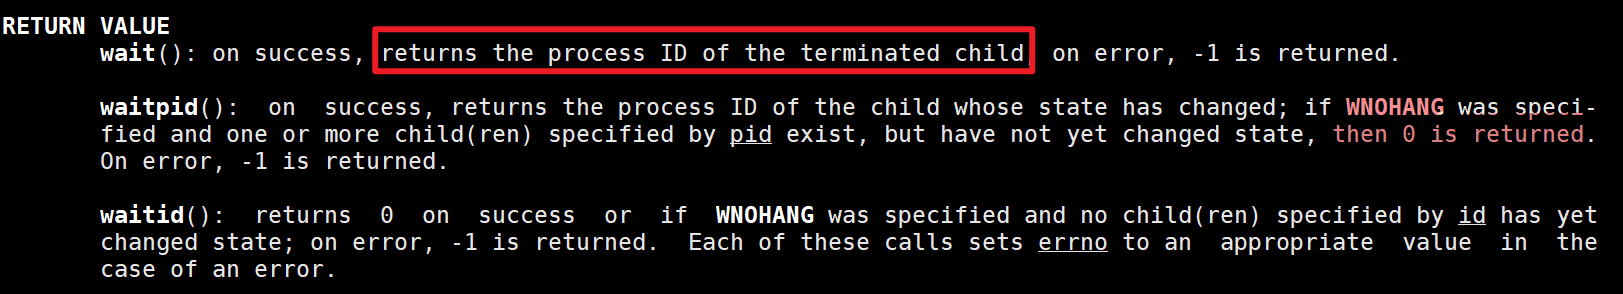 RETURN VALUE
wait(): on success, returns the process ID of the terminated child; on error, -1 is returned.
waitpid(): on success, returns the process ID of the child whose state has changed; if WNOHANG was speci-
fied and one or more child(ren) specified by pid exist, but have not yet changed state, then 0 is returned.
On error, -1 is returned.
waitid(): returns 0 on success or if WNOHANG was specified and no child(ren) specified by id has yet
changed state; on error, -1 is returned. Each of these calls sets errno to an appropriate value in the
case of an error.